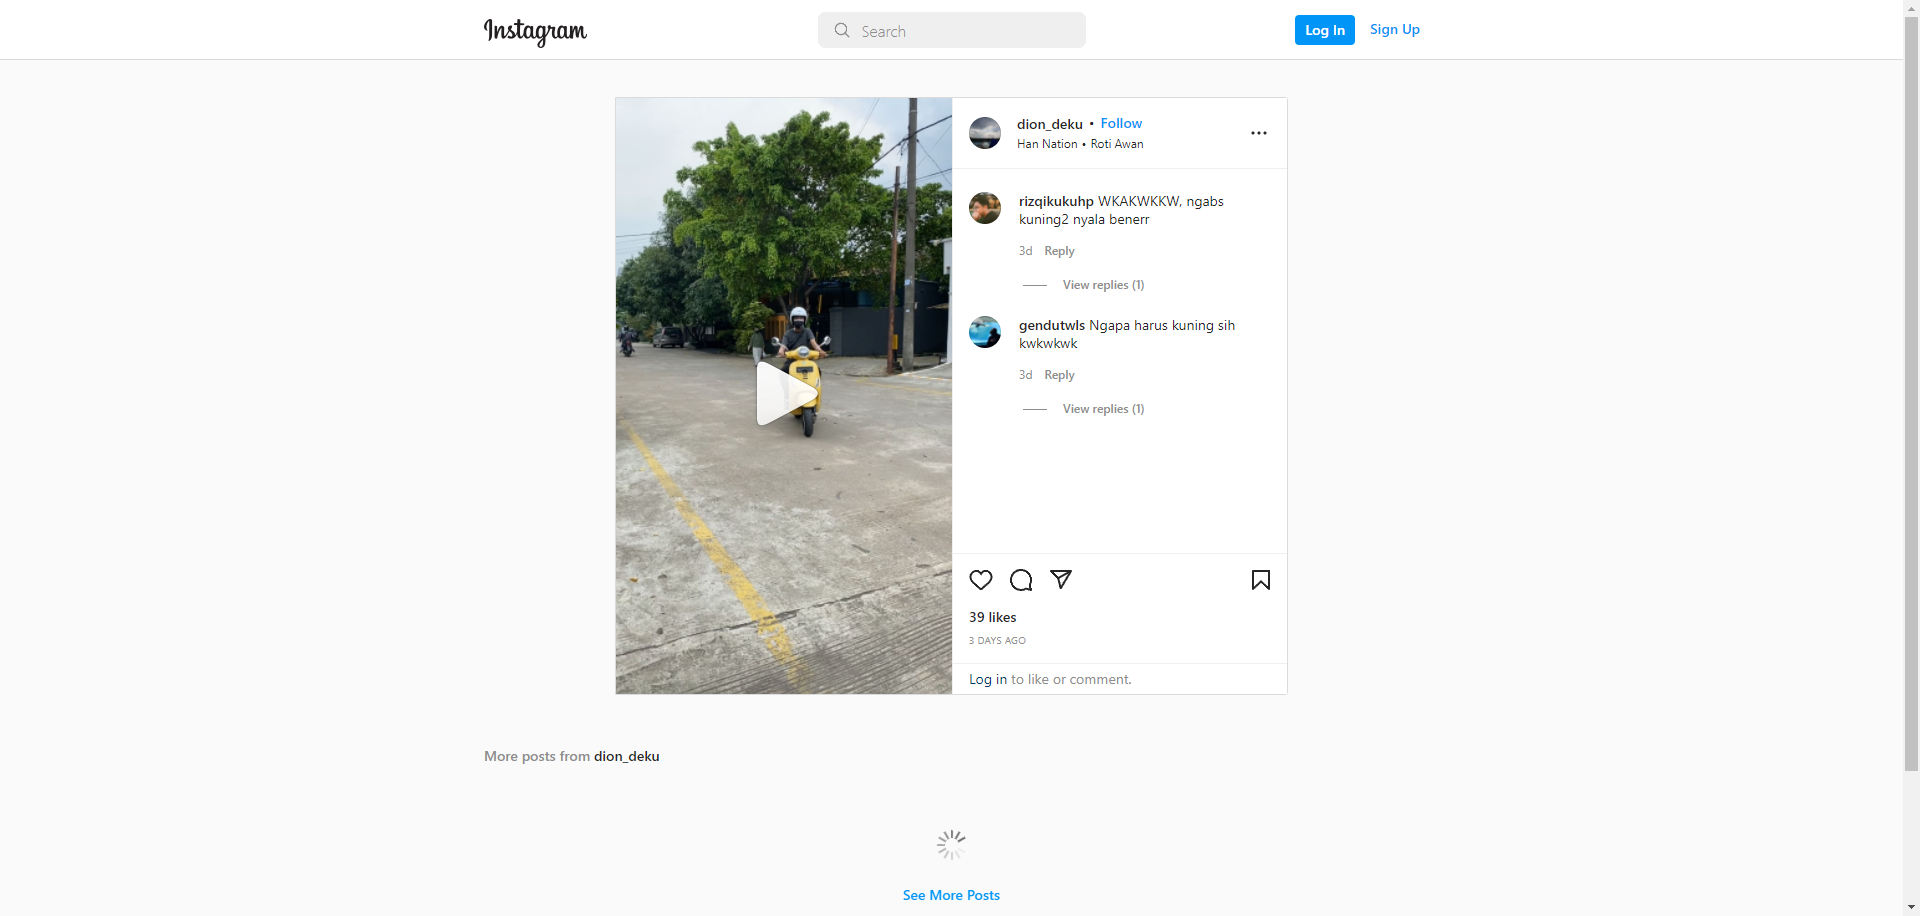 Instagram
Search
Log In
Sign Up
dion_deku • Follow
Han Nation • Roti Awan
rizqikukuhp WKAKWKKW, ngabs
kuning2 nyala benerr
3d Reply
View replies (1)
gendutwls Ngapa harus kuning sih
kwkwkwk
3d Reply
View replies (1)
39 likes
3 DAYS AGO
Log in to like or comment.
More posts from dion_deku
See More Posts